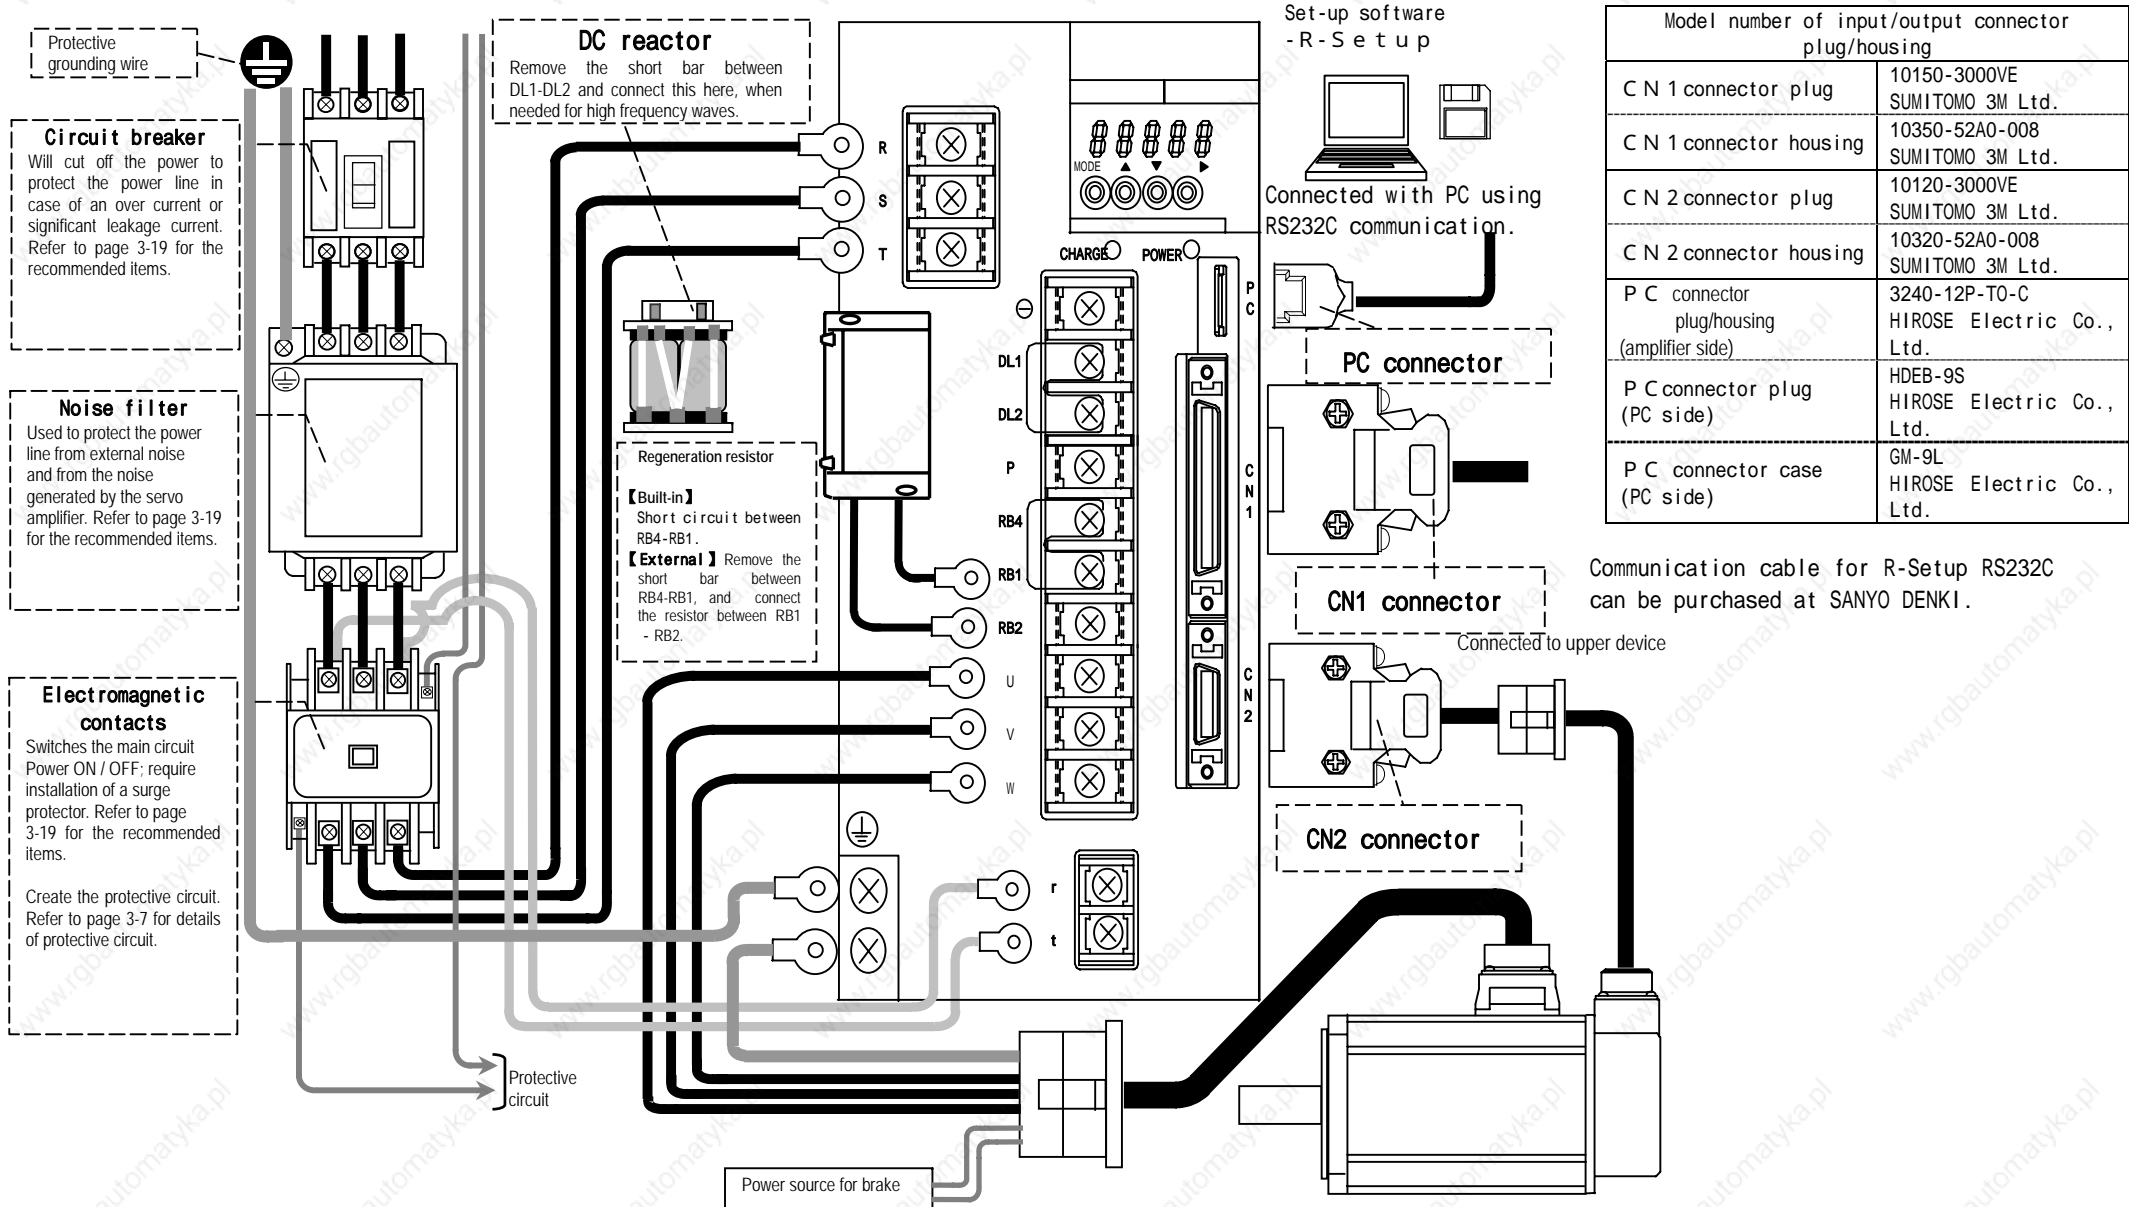 Protective
grounding wire
Circuit breaker
Will cut off the power to
protect the power line in
case of an over current or
significant leakage current.
Refer to page 3-19 for the
recommended items.
Noise filter
Used to protect the power
line from external noise
and from the noise
generated by the servo
amplifier. Refer to page 3-19
for the recommended items.
Electromagnetic
contacts
Switches the main circuit
Power ON / OFF; require
installation of a surge
protector. Refer to page
3-19 for the recommended
items.
Create the protective circuit.
Refer to page 3-7 for details
of protective circuit.
DC reactor
Remove the short bar between
DL1-DL2 and connect this here, when
needed for high frequency waves.
Regeneration resistor
【Built-in】
Short circuit between
RB4-RB1.
【External】 Remove the
short bar between
RB4-RB1, and connect
the resistor between RB1
- RB2.
Protective
circuit
Power source for brake
R
S
T
MODE ▲ ▼ ▶
CHARGE POWER
⊖
DL1
DL2
P
RB4
RB1
RB2
U
V
W
r
t
PC
CN1
CN2
Set-up software
-R-Setup
Connected with PC using
RS232C communication.
PC connector
CN1 connector
Connected to upper device
CN2 connector
Model number of input/output connector
plug/housing
CN1 connector plug
10150-3000VE
SUMITOMO 3M Ltd.
CN1 connector housing
10350-52A0-008
SUMITOMO 3M Ltd.
CN2 connector plug
10120-3000VE
SUMITOMO 3M Ltd.
CN2 connector housing
10320-52A0-008
SUMITOMO 3M Ltd.
PC connector
plug/housing
(amplifier side)
3240-12P-TO-C
HIROSE Electric Co.,
Ltd.
PC connector plug
(PC side)
HDEB-9S
HIROSE Electric Co.,
Ltd.
PC connector case
(PC side)
GM-9L
HIROSE Electric Co.,
Ltd.
Communication cable for R-Setup RS232C
can be purchased at SANYO DENKI.
www.rgbautomatyka.pl